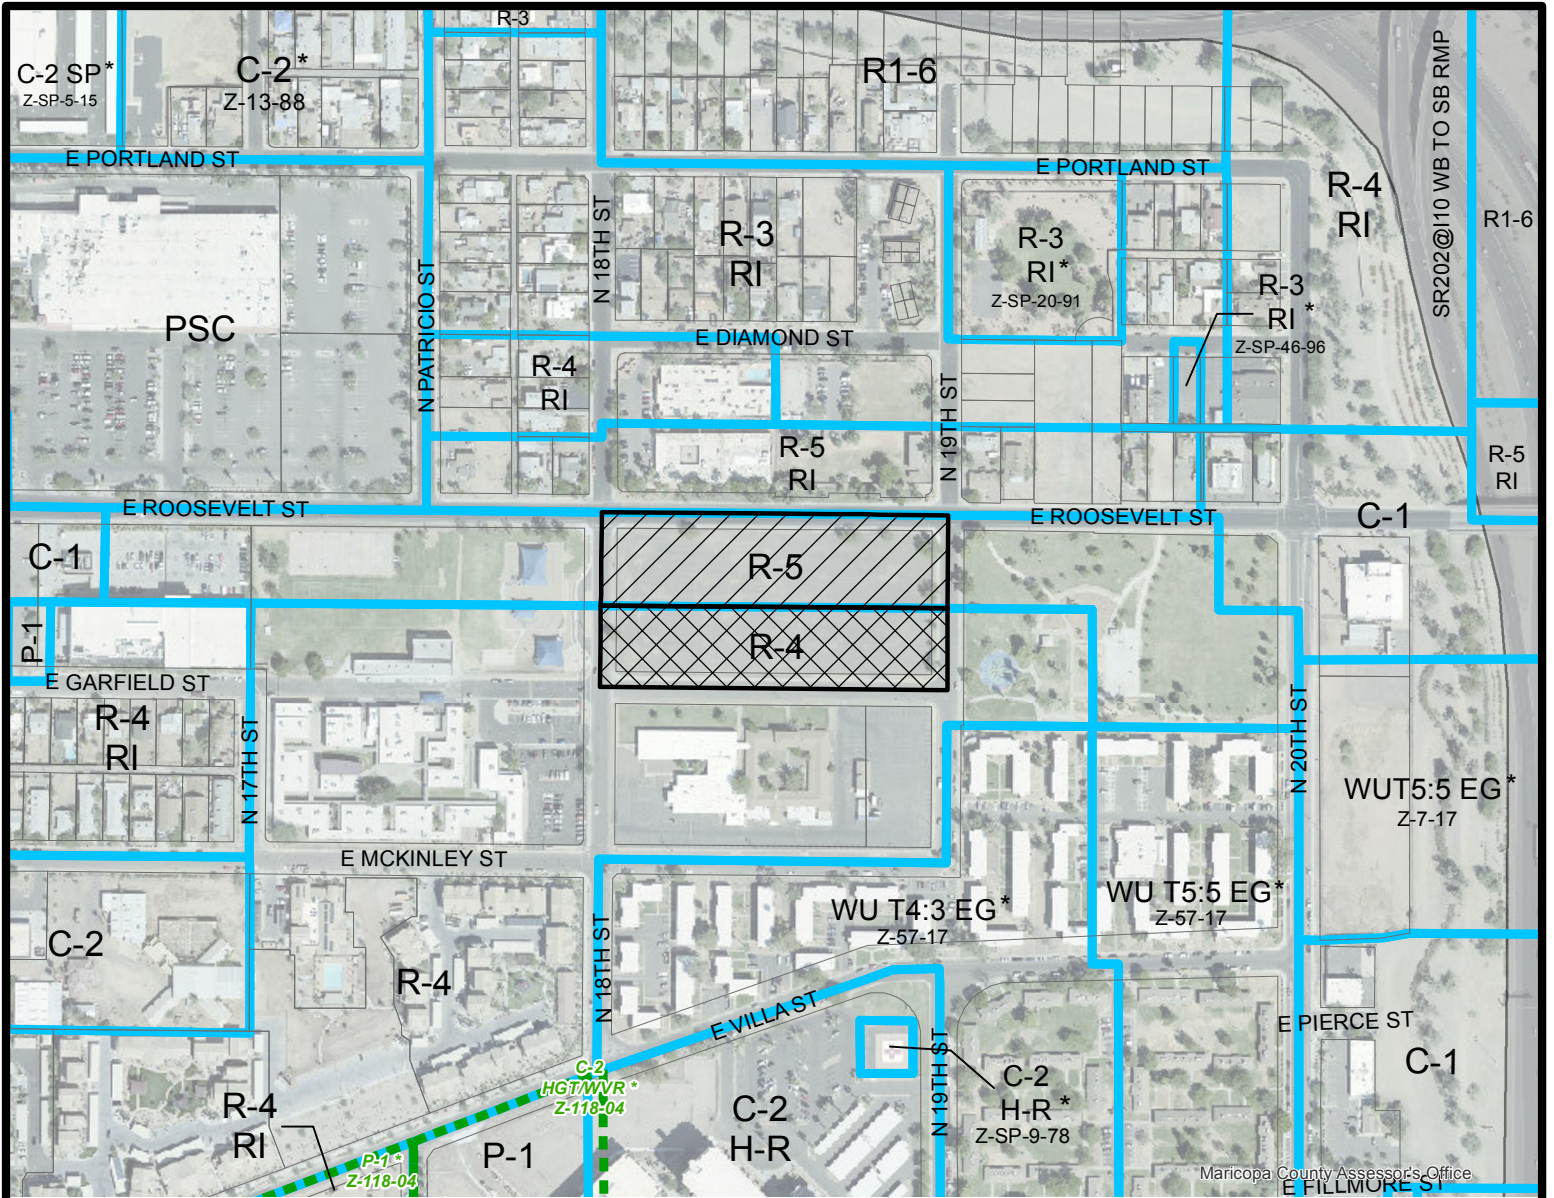 R-3
C-2 SP*
Z-SP-5-15
C-2*
Z-13-88
R1-6
SR202@I10 WB TO SB RMP
E PORTLAND ST
E PORTLAND ST
R-4
RI
R1-6
N 18TH ST
R-3
RI
R-3
RI*
Z-SP-20-91
N PATRICIO ST
PSC
R-3
RI *
Z-SP-46-96
E DIAMOND ST
R-4
RI
N 19TH ST
R-5
RI
R-5
RI
E ROOSEVELT ST
E ROOSEVELT ST
C-1
C-1
R-5
P-1
R-4
E GARFIELD ST
R-4
RI
N 17TH ST
N 20TH ST
WUT5:5 EG*
Z-7-17
E MCKINLEY ST
WU T4:3 EG*
Z-57-17
WU T5:5 EG*
Z-57-17
C-2
R-4
N 18TH ST
E VILLA ST
E PIERCE ST
N 19TH ST
C-1
C-2
HGT/WVR *
Z-118-04
C-2
H-R *
Z-SP-9-78
R-4
RI
C-2
H-R
P-1
P-1 *
Z-118-04
Maricopa County Assessor's Office
E FILLMORE ST